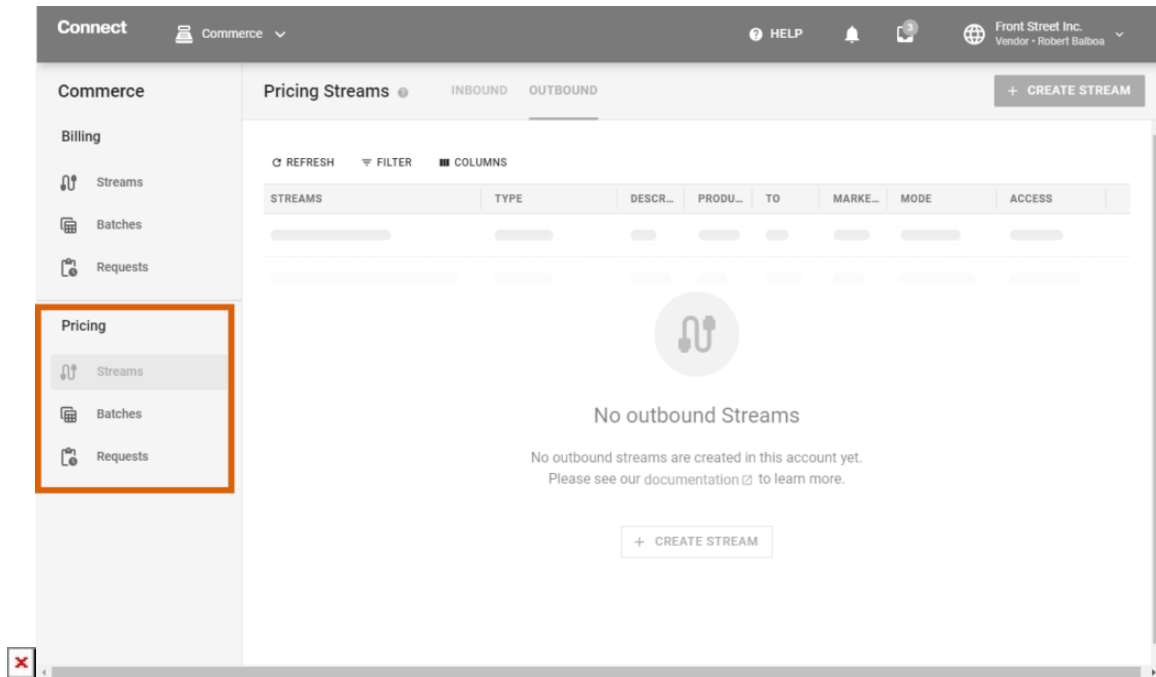 Connect
Commerce
HELP
3
Front Street Inc.
Vendor • Robert Balboa
Commerce
Billing
Streams
Batches
Requests
Pricing
Streams
Batches
Requests
Pricing Streams
INBOUND
OUTBOUND
+ CREATE STREAM
REFRESH
FILTER
COLUMNS
STREAMS
TYPE
DESCR...
PRODU...
TO
MARKE...
MODE
ACCESS
No outbound Streams
No outbound streams are created in this account yet.
Please see our documentation to learn more.
+ CREATE STREAM